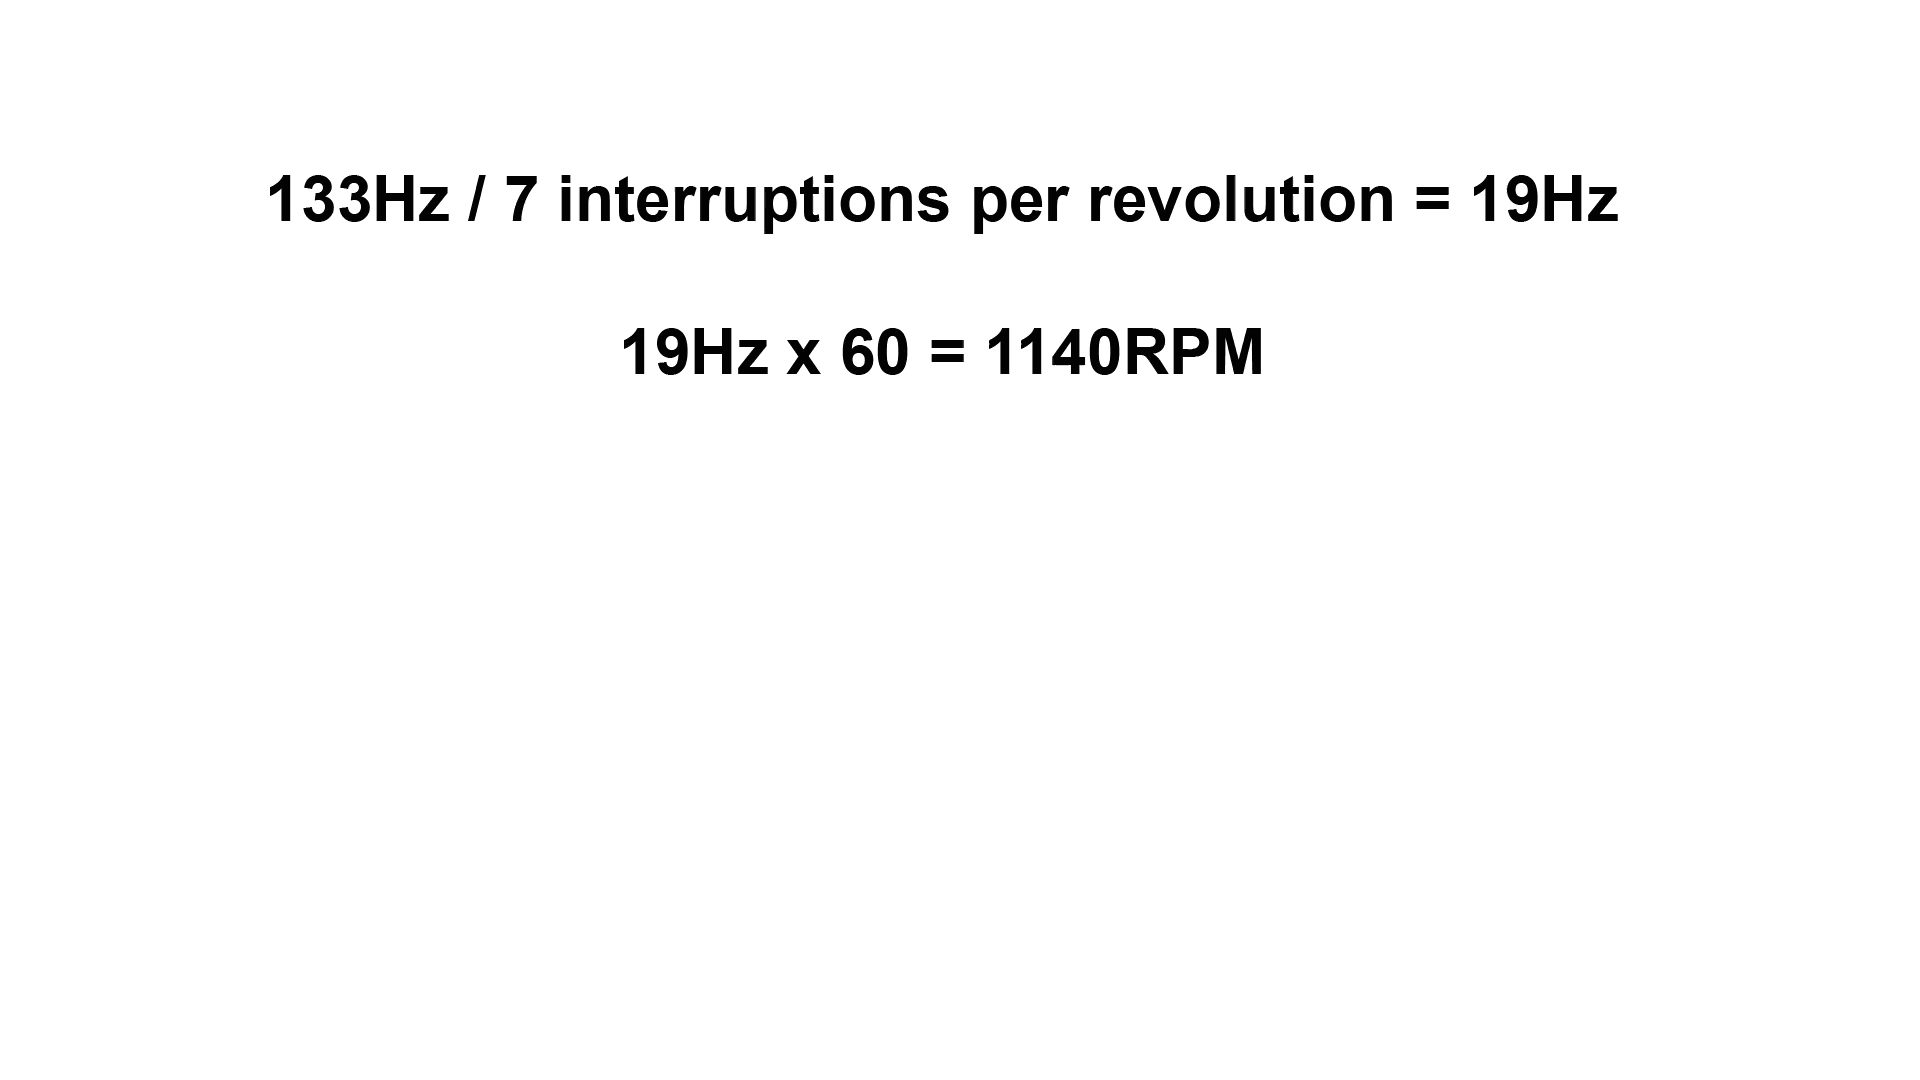 133Hz / 7 interruptions per revolution = 19Hz
19Hz x 60 = 1140RPM